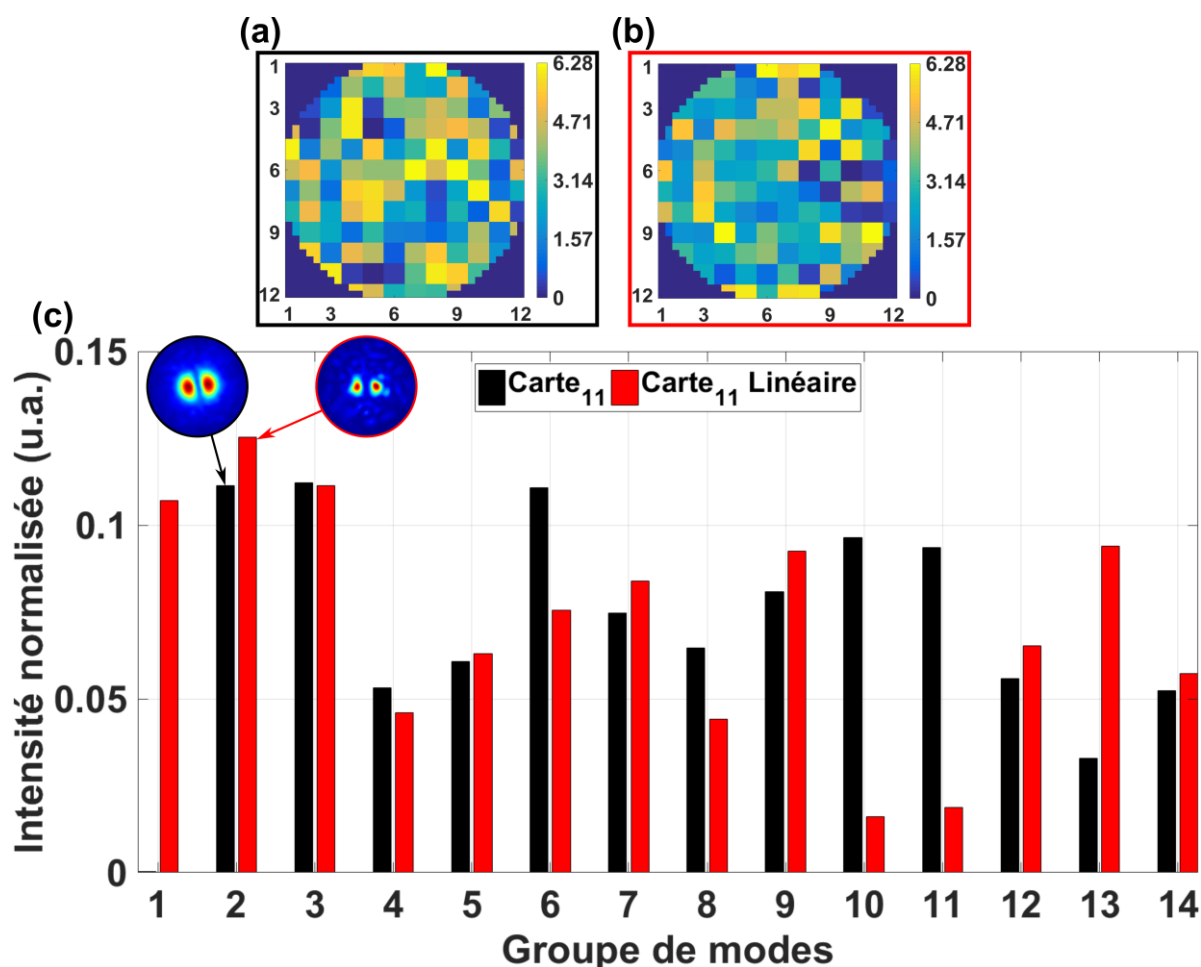 (a)
(b)
1
3
6
9
12
1 3 6 9 12
6.28
4.71
3.14
1.57
0
1
3
6
9
12
1 3 6 9 12
6.28
4.71
3.14
1.57
0
(c)
0.15
0.1
0.05
0
Intensité normalisée (u.a.)
Carte11 Carte11 Linéaire
1 2 3 4 5 6 7 8 9 10 11 12 13 14
Groupe de modes